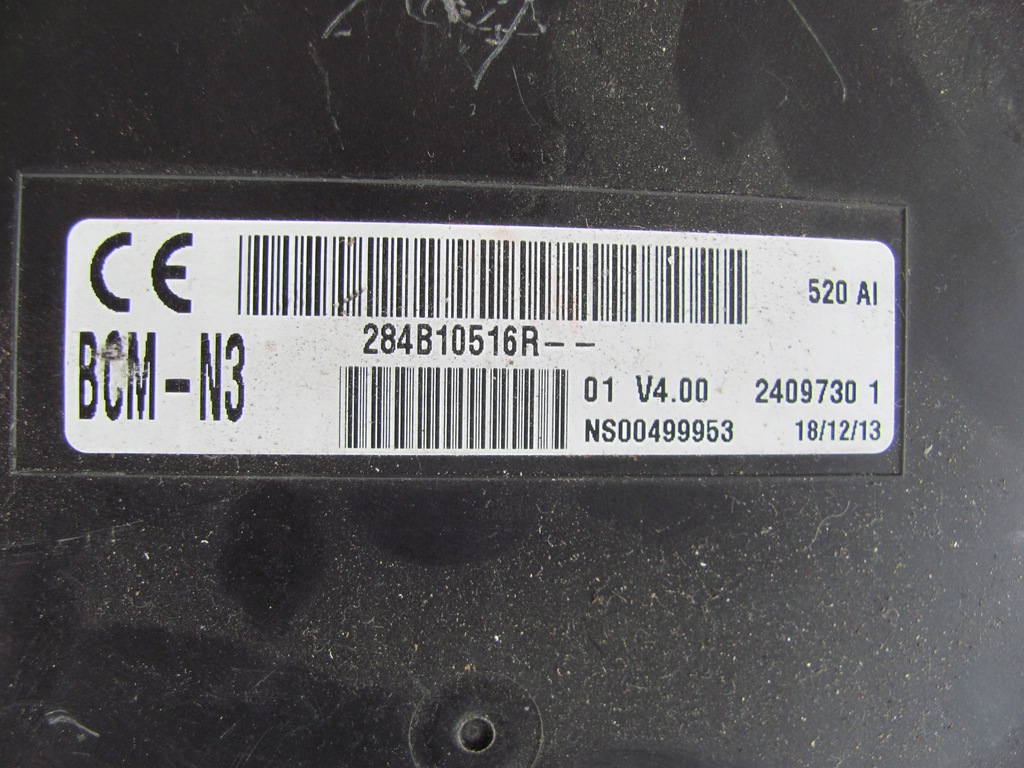 CE
520 AI
284B10516R--
BCM-N3
01 V4.00 2409730 1
NS00499953 18/12/13